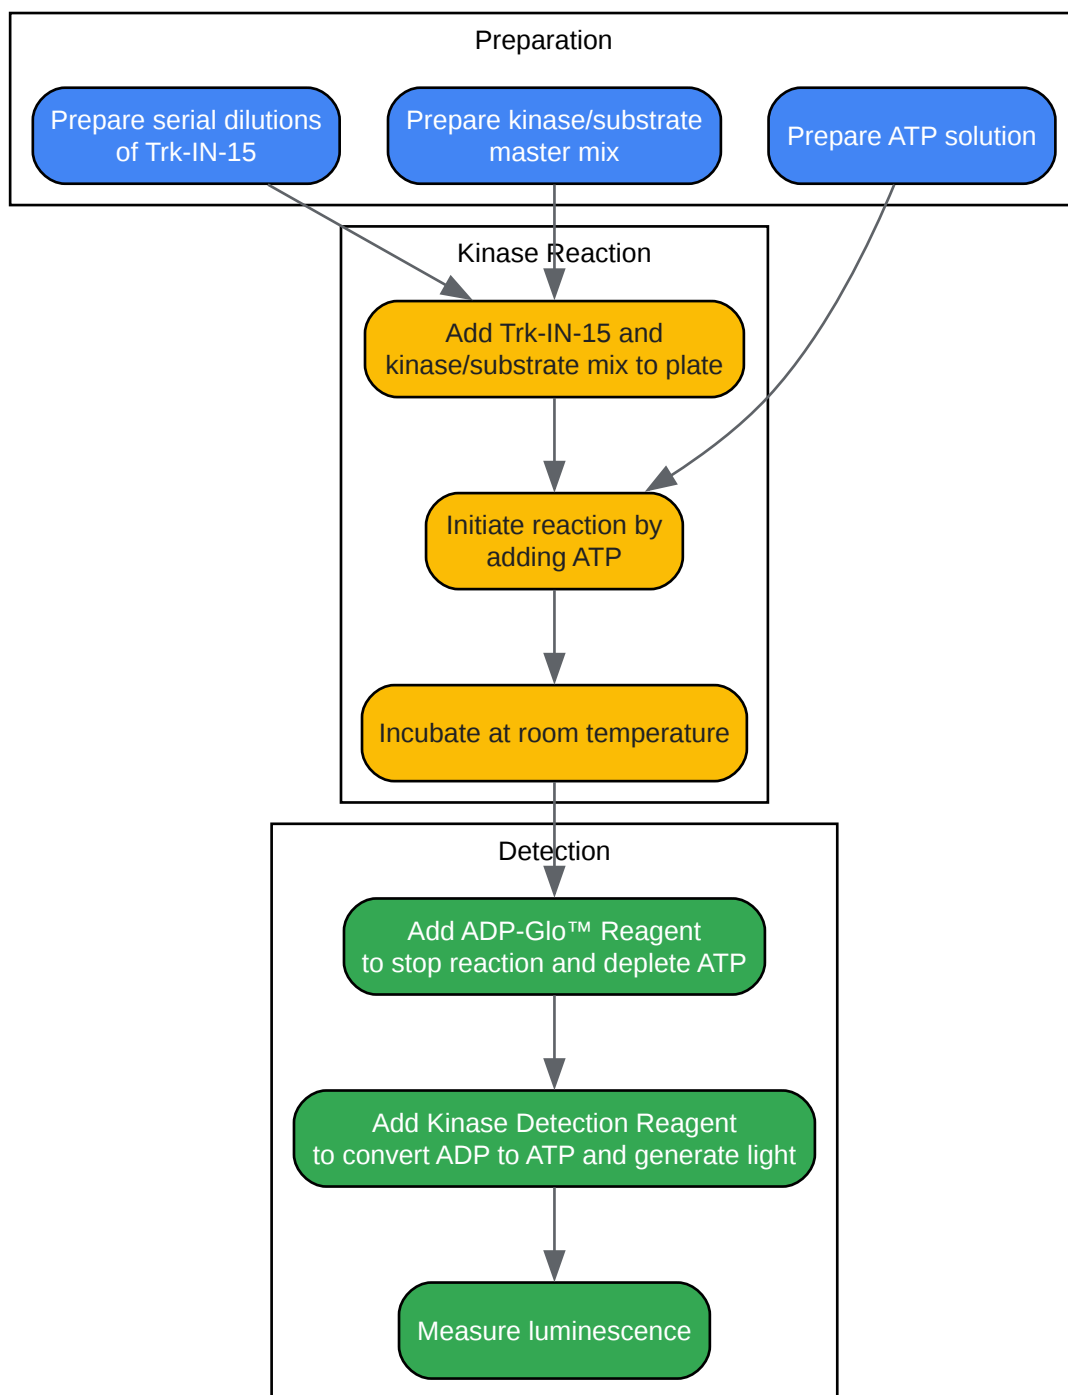 Preparation
Prepare serial dilutions
of Trk-IN-15
Prepare kinase/substrate
master mix
Prepare ATP solution
Kinase Reaction
Add Trk-IN-15 and
kinase/substrate mix to plate
Initiate reaction by
adding ATP
Incubate at room temperature
Detection
Add ADP-Glo™ Reagent
to stop reaction and deplete ATP
Add Kinase Detection Reagent
to convert ADP to ATP and generate light
Measure luminescence